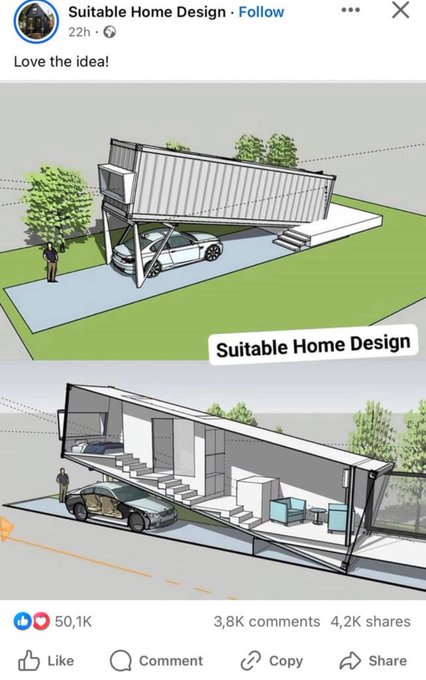 Suitable Home Design · Follow
22h ·
Love the idea!
Suitable Home Design
50,1K
3,8K comments 4,2K shares
Like
Comment
Copy
Share